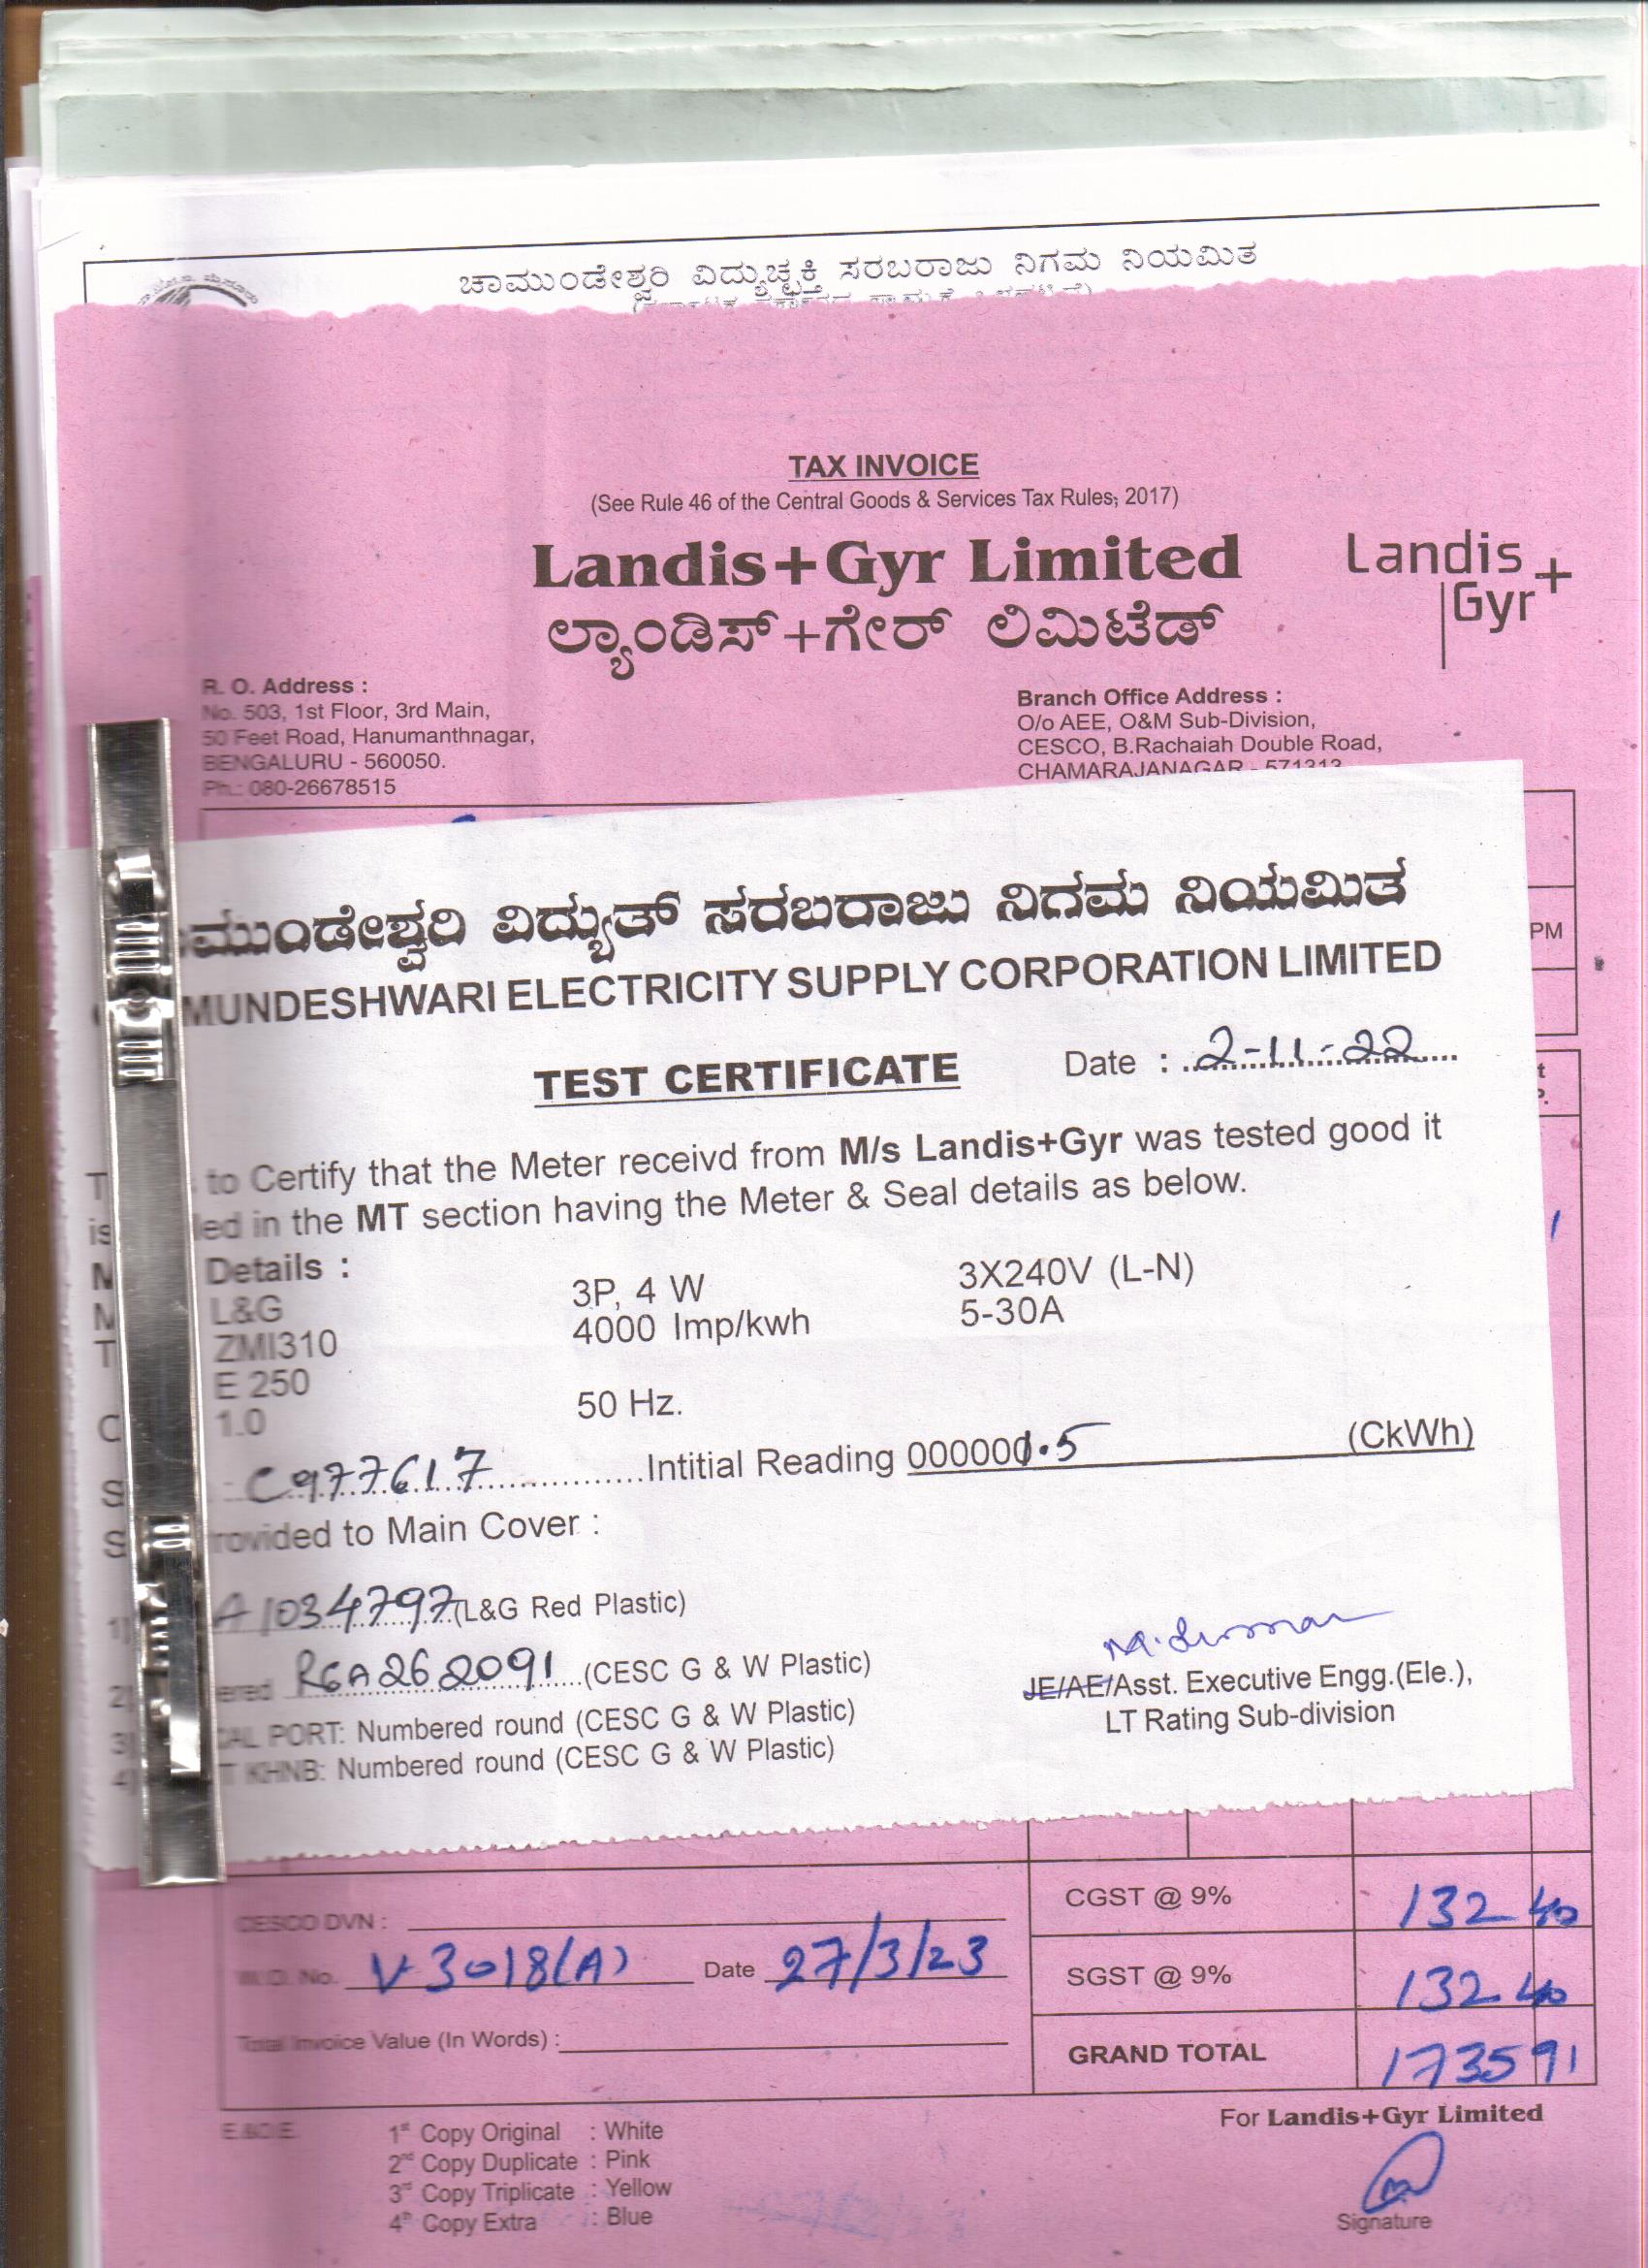 ಚಾಮುಂಡೇಶ್ವರಿ ವಿದ್ಯುಚ್ಛಕ್ತಿ ಸರಬರಾಜು ನಿಗಮ ನಿಯಮಿತ
TAX INVOICE
(See Rule 46 of the Central Goods & Services Tax Rules, 2017)
Landis+Gyr Limited
Landis
Gyr+
ಲ್ಯಾಂಡಿಸ್+ಗೇರ್ ಲಿಮಿಟೆಡ್
R. O. Address :
No. 503, 1st Floor, 3rd Main,
50 Feet Road, Hanumanthnagar,
BENGALURU - 560050.
Ph.: 080-26678515
Branch Office Address :
O/o AEE, O&M Sub-Division,
CESCO, B.Rachaiah Double Road,
CHAMARAJANAGAR - 571313
PM
ಮುಂಡೇಶ್ವರಿ ವಿದ್ಯುತ್ ಸರಬರಾಜು ನಿಗಮ ನಿಯಮಿತ
MUNDESHWARI ELECTRICITY SUPPLY CORPORATION LIMITED
TEST CERTIFICATE Date : 2-11-22
to Certify that the Meter receivd from M/s Landis+Gyr was tested good it
led in the MT section having the Meter & Seal details as below.
Details :
L&G 3P, 4 W 3X240V (L-N)
ZMI310 4000 Imp/kwh 5-30A
E 250
1.0 50 Hz.
C977617 Intitial Reading 0000001.5 (CkWh)
rovided to Main Cover :
A1034797 (L&G Red Plastic)
ered RGA262091 (CESC G & W Plastic)
CAL PORT: Numbered round (CESC G & W Plastic)
T KHNB: Numbered round (CESC G & W Plastic)
JE/AE/Asst. Executive Engg.(Ele.),
LT Rating Sub-division
CESCO DVN :
W.O. No. V3018(A) Date 27/3/23
Total Invoice Value (In Words) :
CGST @ 9% 132 40
SGST @ 9% 132 40
GRAND TOTAL 1735 91
For Landis+Gyr Limited
Signature
E.&O.E.
1st Copy Original : White
2nd Copy Duplicate : Pink
3rd Copy Triplicate : Yellow
4th Copy Extra : Blue